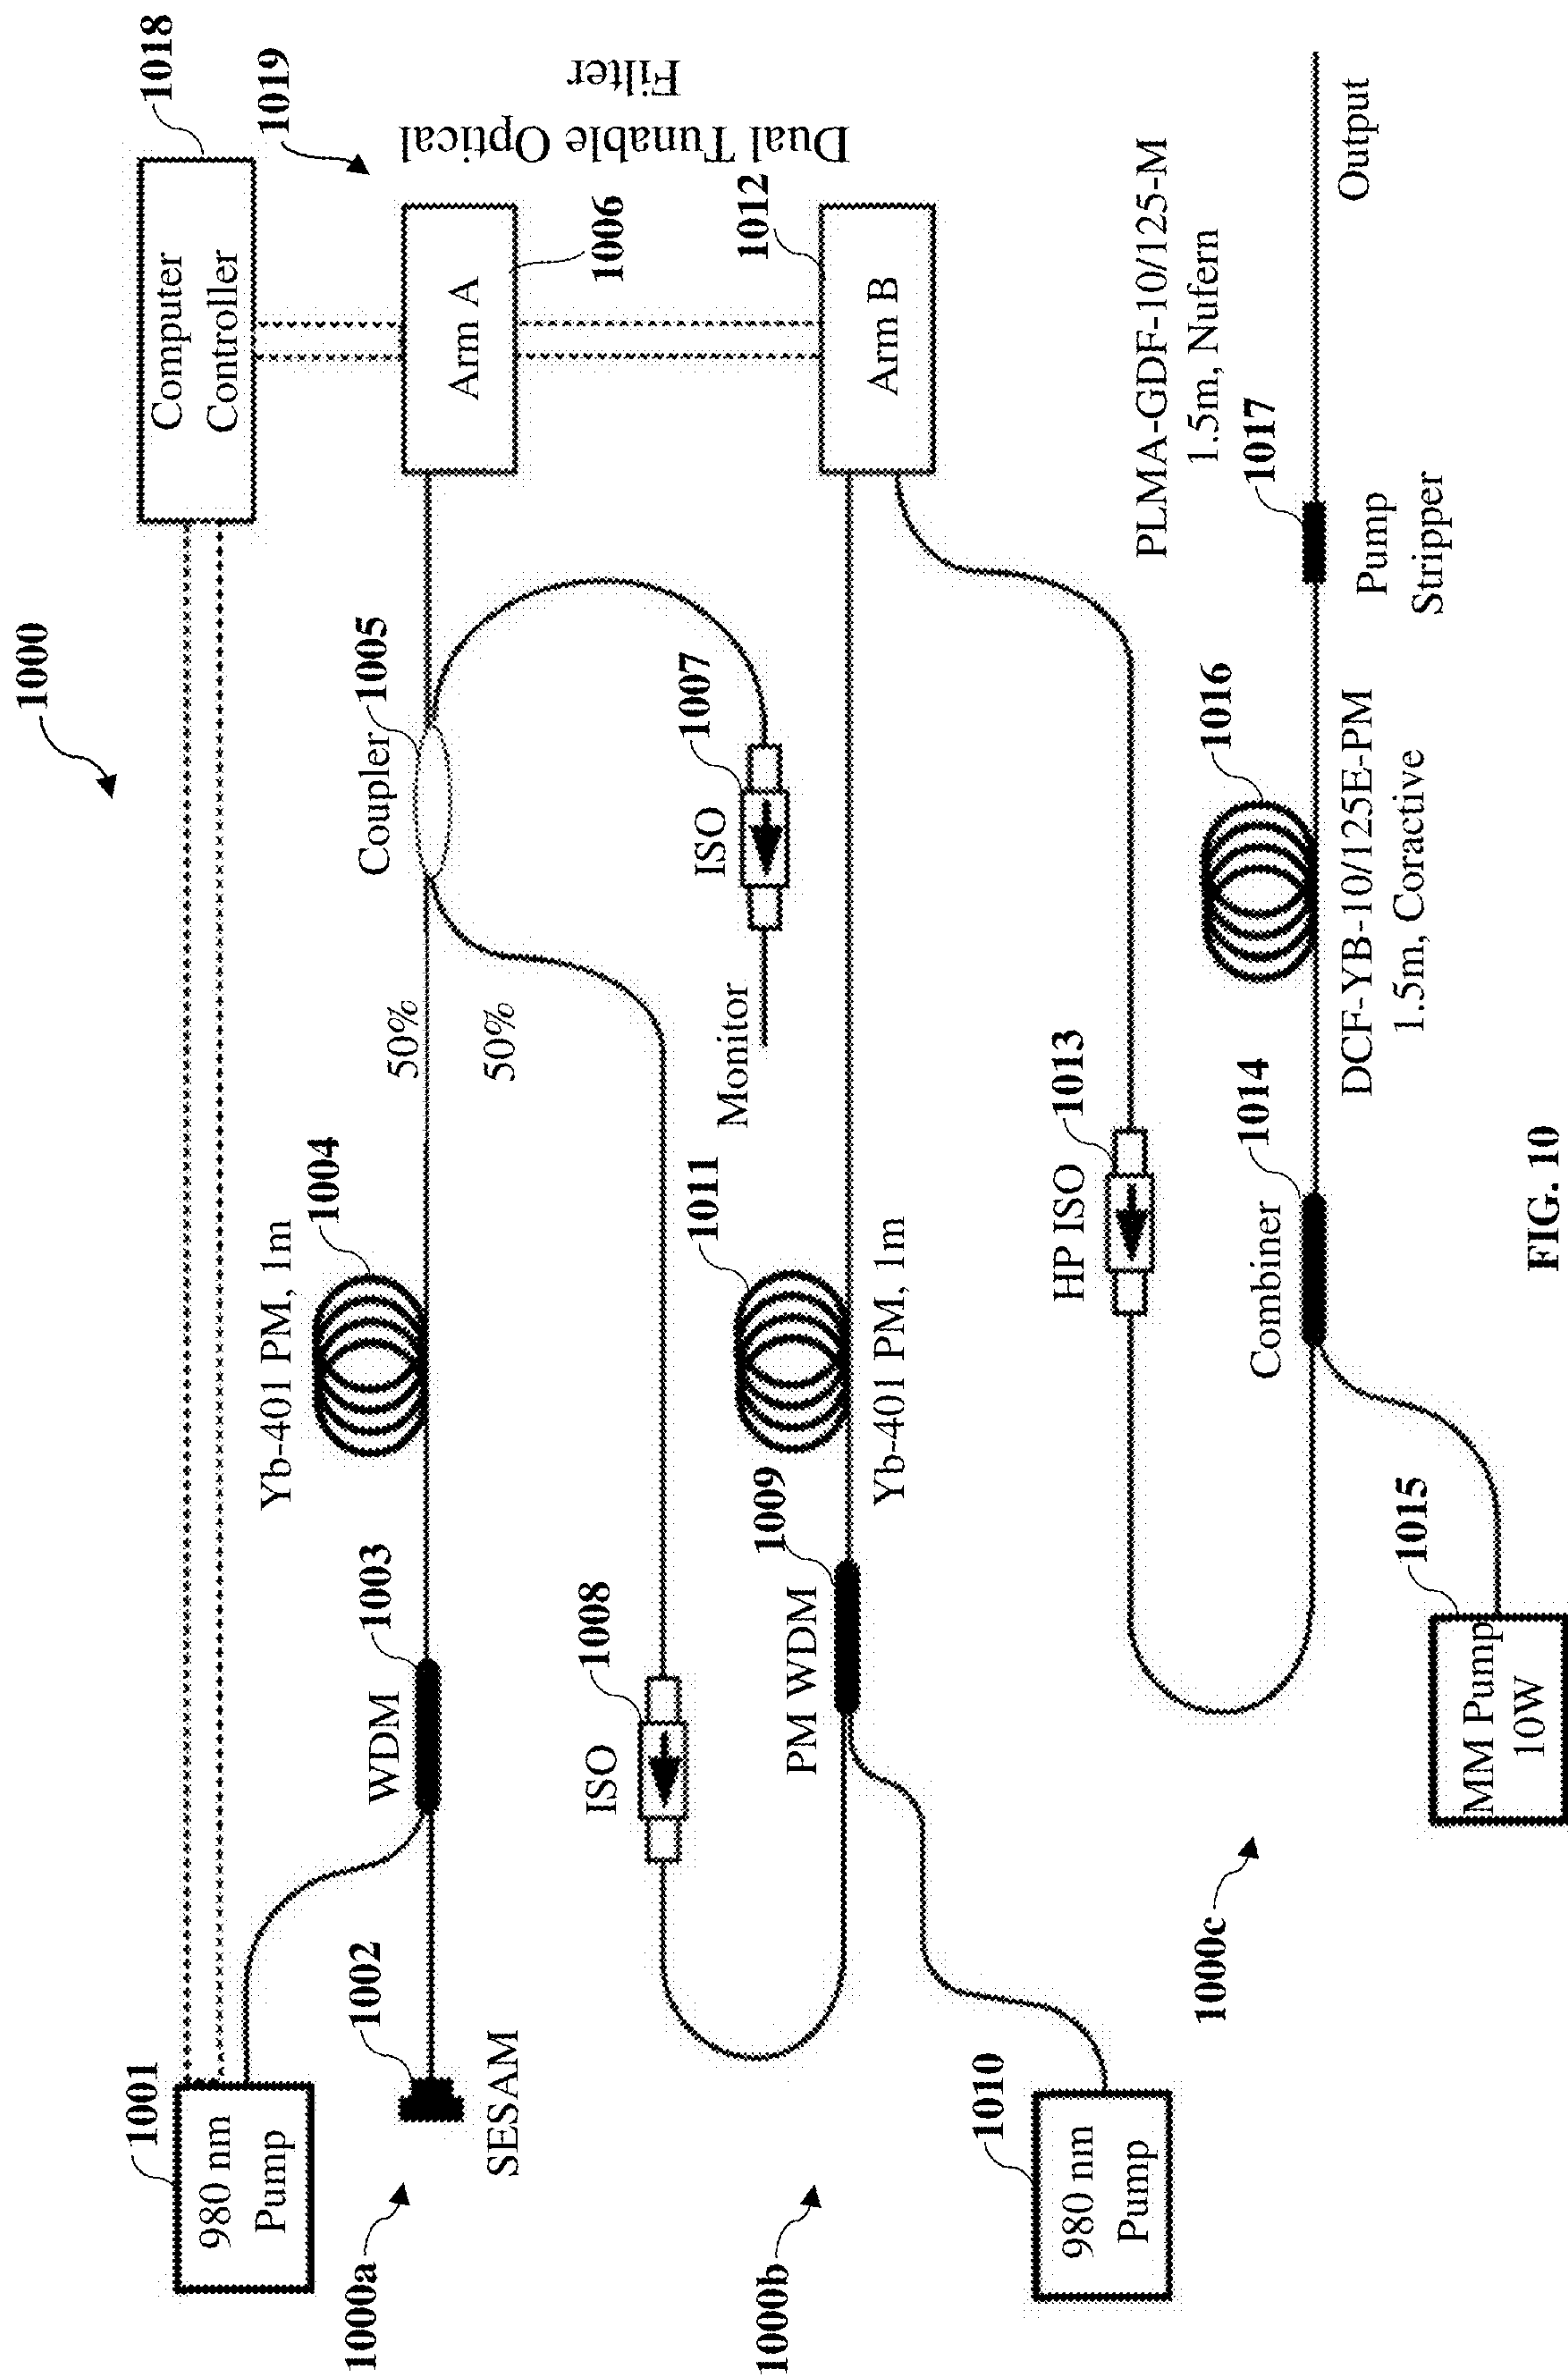 1000
1018
Computer
Controller
1019
Dual Tunable Optical
Filter
1001
980 nm
Pump
1002
SESAM
1000a
WDM
1003
Yb-401 PM, 1m
1004
50%
50%
Coupler
1005
Arm A
1006
ISO
1007
Monitor
ISO
1008
1000b
980 nm
Pump
1010
PM WDM
1009
Yb-401 PM, 1m
1011
Arm B
1012
HP ISO
1013
1000c
MM Pump
10W
1015
Combiner
1014
1016
DCF-YB-10/125E-PM
1.5m, Coractive
PLMA-GDF-10/125-M
1.5m, Nufern
1017
Pump
Stripper
Output
FIG. 10